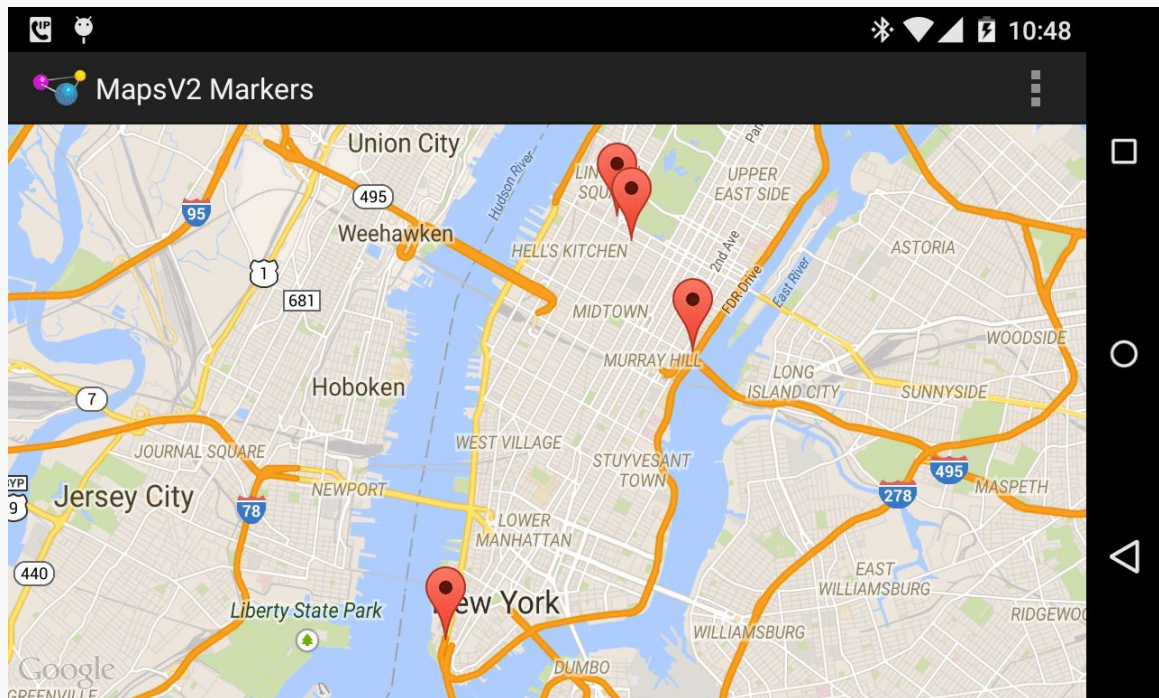 IP
10:48
MapsV2 Markers
Union City
Hudson River
UPPER
EAST SIDE
495
95
Weehawken
HELL'S KITCHEN
2nd Ave
ASTORIA
1
681
FDR Drive
East River
MIDTOWN
WOODSIDE
MURRAY HILL
LONG
ISLAND CITY
Hoboken
7
SUNNYSIDE
JOURNAL SQUARE
WEST VILLAGE
STUYVESANT
TOWN
495
278
MASPETH
NEWPORT
Jersey City
78
LOWER
MANHATTAN
9
440
EAST
WILLIAMSBURG
Liberty State Park
ew York
RIDGEWO
WILLIAMSBURG
DUMBO
Google
GREENVILLE